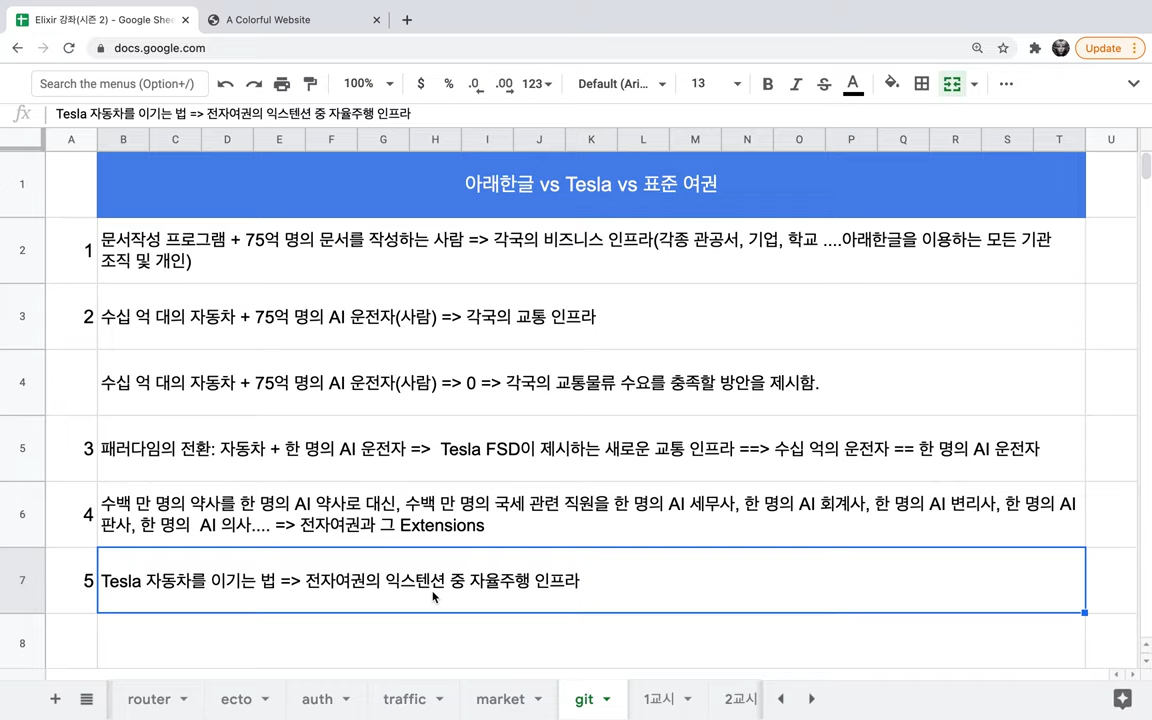 Elixir 강좌(시즌 2) - Google She
A Colorful Website
docs.google.com
Update
Search the menus (Option+/)
100%
$ % .0 .00 123
Default (Ari...
13
B I S A
fx Tesla 자동차를 이기는 법 => 전자여권의 익스텐션 중 자율주행 인프라
A B C D E F G H I J K L M N O P Q R S T U
1 아래한글 vs Tesla vs 표준 여권
2 1 문서작성 프로그램 + 75억 명의 문서를 작성하는 사람 => 각국의 비즈니스 인프라(각종 관공서, 기업, 학교 ....아래한글을 이용하는 모든 기관
조직 및 개인)
3 2 수십 억 대의 자동차 + 75억 명의 AI 운전자(사람) => 각국의 교통 인프라
4 수십 억 대의 자동차 + 75억 명의 AI 운전자(사람) => 0 => 각국의 교통물류 수요를 충족할 방안을 제시함.
5 3 패러다임의 전환: 자동차 + 한 명의 AI 운전자 => Tesla FSD이 제시하는 새로운 교통 인프라 ==> 수십 억의 운전자 == 한 명의 AI 운전자
6 4 수백 만 명의 약사를 한 명의 AI 약사로 대신, 수백 만 명의 국세 관련 직원을 한 명의 AI 세무사, 한 명의 AI 회계사, 한 명의 AI 변리사, 한 명의 AI
판사, 한 명의 AI 의사.... => 전자여권과 그 Extensions
7 5 Tesla 자동차를 이기는 법 => 전자여권의 익스텐션 중 자율주행 인프라
8
router
ecto
auth
traffic
market
git
1교시
2교시